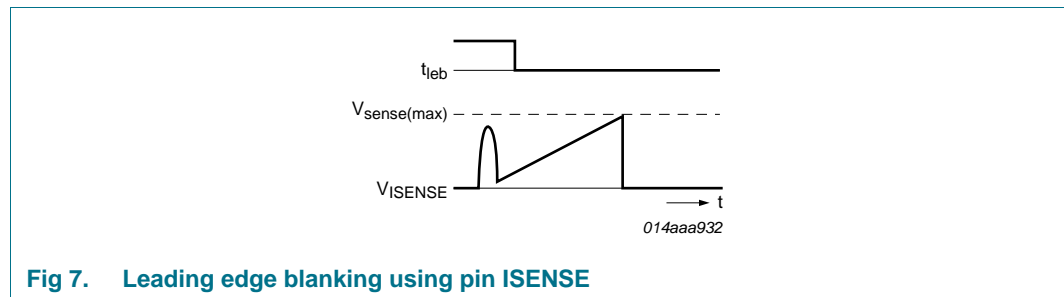 tleb
Vsense(max)
VISENSE
t
014aaa932
Fig 7. Leading edge blanking using pin ISENSE